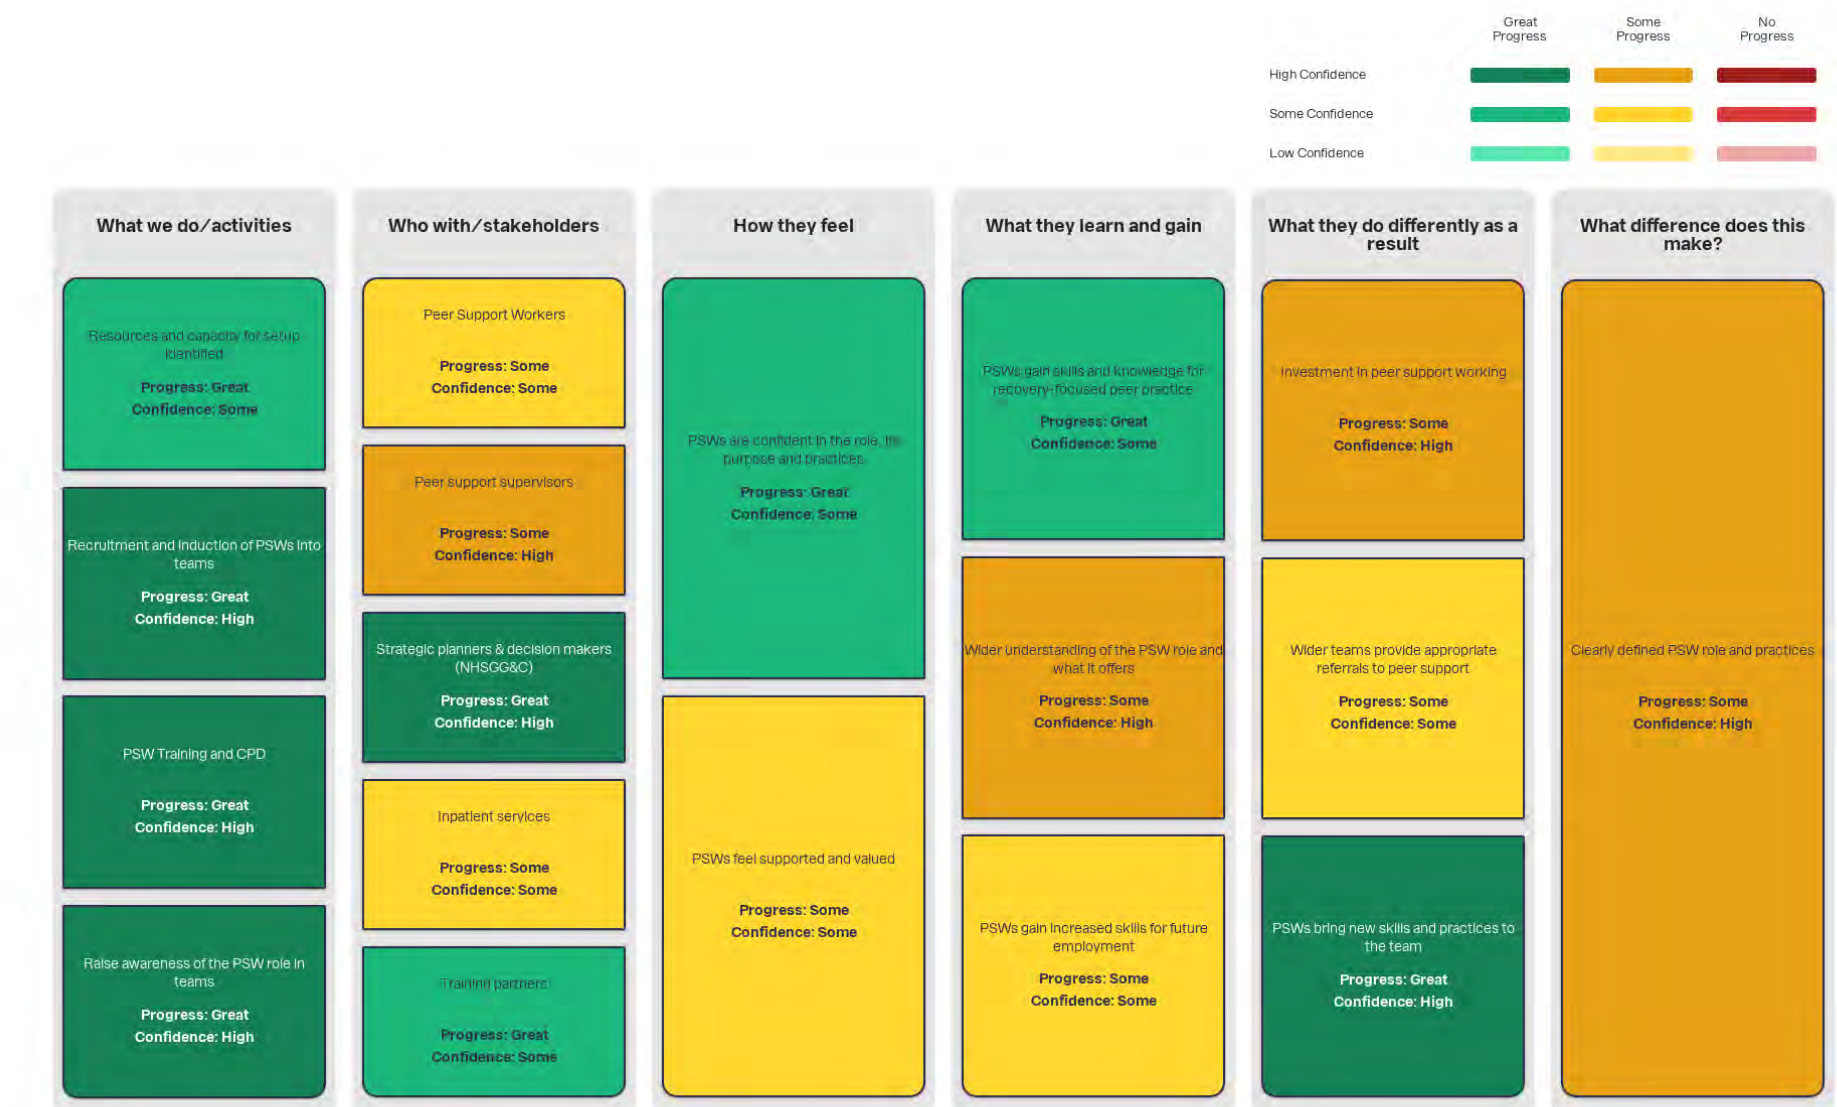 Great
Progress
Some
Progress
No
Progress
High Confidence
Some Confidence
Low Confidence
What we do/activities
Resources and capacity for setup
identified
Progress: Great
Confidence: Some
Recruitment and induction of PSWs into
teams
Progress: Great
Confidence: High
PSW Training and CPD
Progress: Great
Confidence: High
Raise awareness of the PSW role in
teams
Progress: Great
Confidence: High
Who with/stakeholders
Peer Support Workers
Progress: Some
Confidence: Some
Peer support supervisors
Progress: Some
Confidence: High
Strategic planners & decision makers
(NHSGG&C)
Progress: Great
Confidence: High
Inpatient services
Progress: Some
Confidence: Some
Training partners
Progress: Great
Confidence: Some
How they feel
PSWs are confident in the role, its
purpose and practices
Progress: Great
Confidence: Some
PSWs feel supported and valued
Progress: Some
Confidence: Some
What they learn and gain
PSWs gain skills and knowledge for
recovery-focused peer practice
Progress: Great
Confidence: Some
Wider understanding of the PSW role and
what it offers
Progress: Some
Confidence: High
PSWs gain increased skills for future
employment
Progress: Some
Confidence: Some
What they do differently as a
result
Investment in peer support working
Progress: Some
Confidence: High
Wider teams provide appropriate
referrals to peer support
Progress: Some
Confidence: Some
PSWs bring new skills and practices to
the team
Progress: Great
Confidence: High
What difference does this
make?
Clearly defined PSW role and practices
Progress: Some
Confidence: High